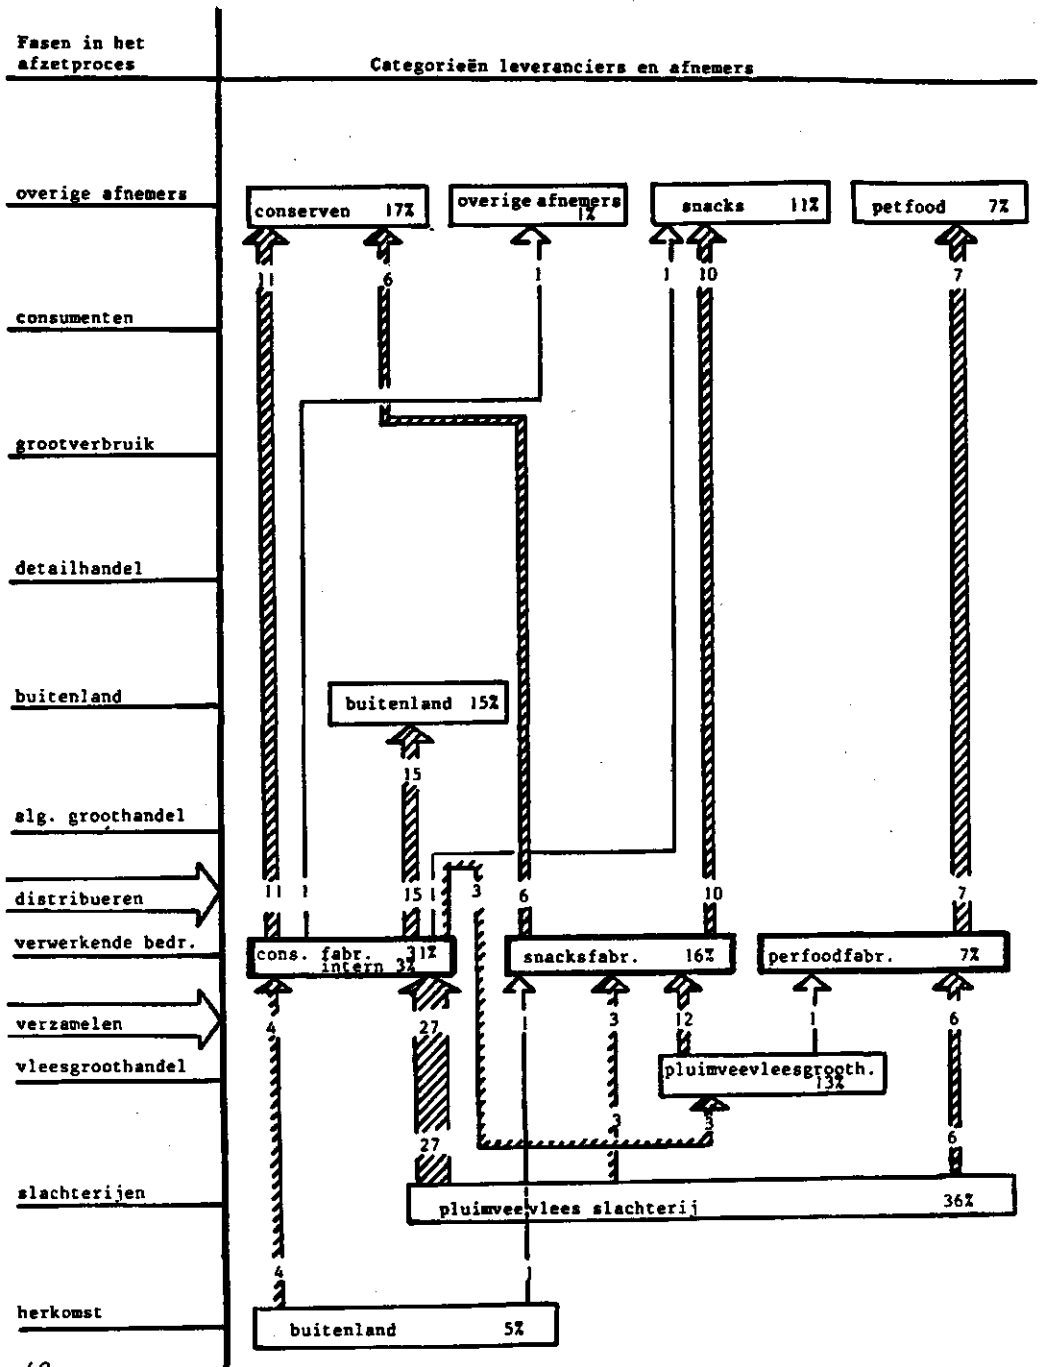 Fasen in het
afzetproces
Categorieën leveranciers en afnemers
overige afnemers
conserven 17%
overige afnemers
1%
snacks 11%
petfood 7%
11
6
1
1
10
7
consumenten
grootverbruik
detailhandel
buitenland
buitenland 15%
15
alg. groothandel
distribueren
11
1
15
1
3
6
10
7
verwerkende bedr.
cons. fabr. 31%
intern 3%
snacksfabr. 16%
perfoodfabr. 7%
verzamelen
4
27
1
3
12
1
6
vleesgroothandel
pluimveevleesgrooth.
13%
3
3
27
6
slachterijen
pluimveevlees slachterij 36%
4
1
herkomst
buitenland 5%